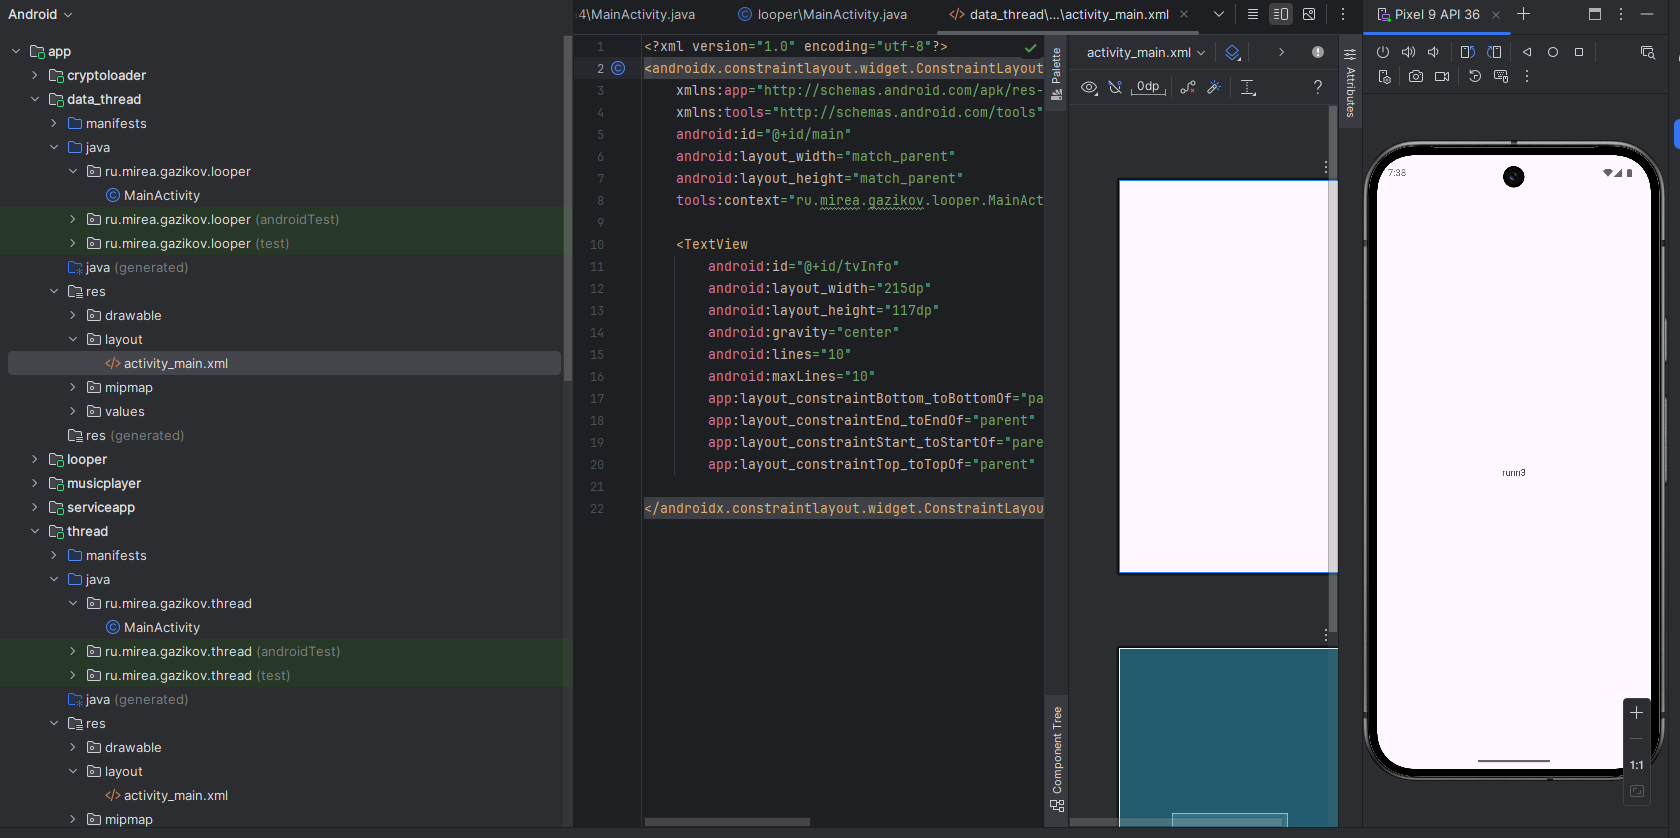 Android
app
cryptoloader
data_thread
manifests
java
ru.mirea.gazikov.looper
MainActivity
ru.mirea.gazikov.looper (androidTest)
ru.mirea.gazikov.looper (test)
java (generated)
res
drawable
layout
activity_main.xml
mipmap
values
res (generated)
looper
musicplayer
serviceapp
thread
manifests
java
ru.mirea.gazikov.thread
MainActivity
ru.mirea.gazikov.thread (androidTest)
ru.mirea.gazikov.thread (test)
java (generated)
res
drawable
layout
activity_main.xml
mipmap
4\MainActivity.java
looper\MainActivity.java
data_thread\...\activity_main.xml
1 <?xml version="1.0" encoding="utf-8"?>
2 <androidx.constraintlayout.widget.ConstraintLayout
3 xmlns:app="http://schemas.android.com/apk/res-
4 xmlns:tools="http://schemas.android.com/tools"
5 android:id="@+id/main"
6 android:layout_width="match_parent"
7 android:layout_height="match_parent"
8 tools:context="ru.mirea.gazikov.looper.MainAct
9
10 <TextView
11 android:id="@+id/tvInfo"
12 android:layout_width="215dp"
13 android:layout_height="117dp"
14 android:gravity="center"
15 android:lines="10"
16 android:maxLines="10"
17 app:layout_constraintBottom_toBottomOf="pa
18 app:layout_constraintEnd_toEndOf="parent"
19 app:layout_constraintStart_toStartOf="pare
20 app:layout_constraintTop_toTopOf="parent"
21
22 </androidx.constraintlayout.widget.ConstraintLayou
Palette
Component Tree
activity_main.xml
0dp
?
Attributes
Pixel 9 API 36
7:38
runn3
1:1